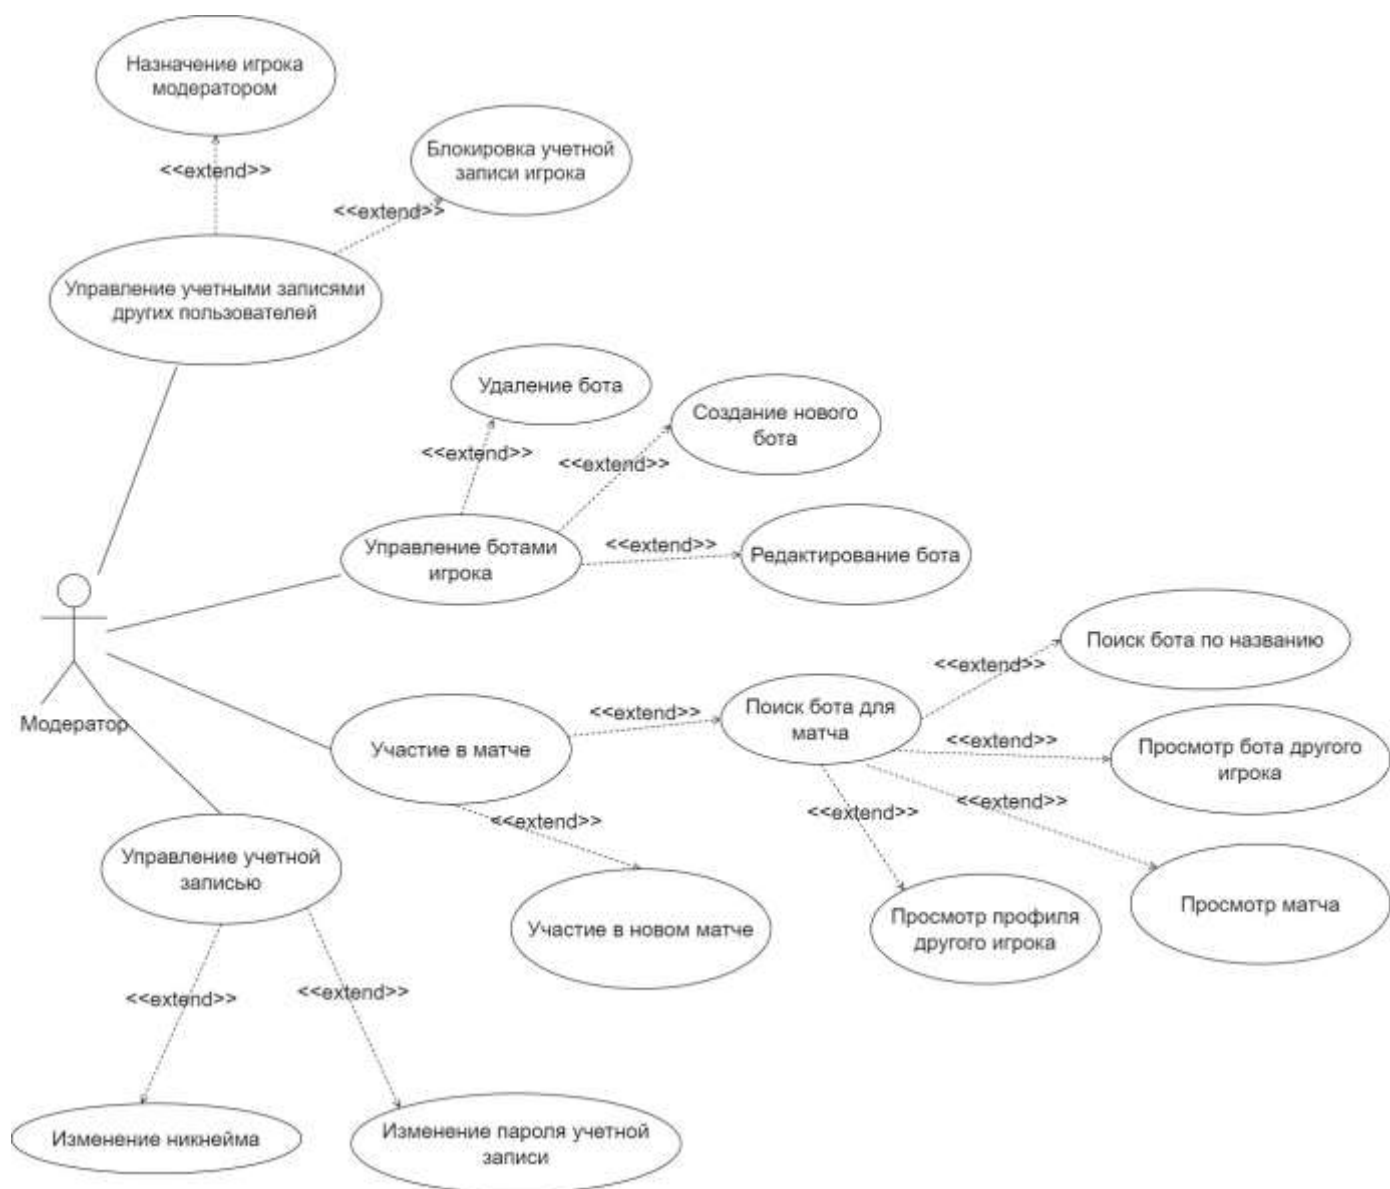 Назначение игрока
модератором
<<extend>>
Блокировка учетной
записи игрока
<<extend>>
Управление учетными записями
других пользователей
Удаление бота
Создание нового
бота
<<extend>>
<<extend>>
Управление ботами
игрока
<<extend>>
Редактирование бота
Модератор
Поиск бота по названию
<<extend>>
Поиск бота для
матча
<<extend>>
Участие в матче
<<extend>>
Просмотр бота другого
игрока
<<extend>>
<<extend>>
<<extend>>
Управление учетной
записью
Просмотр матча
Участие в новом матче
Просмотр профиля
другого игрока
<<extend>>
<<extend>>
Изменение никнейма
Изменение пароля учетной
записи